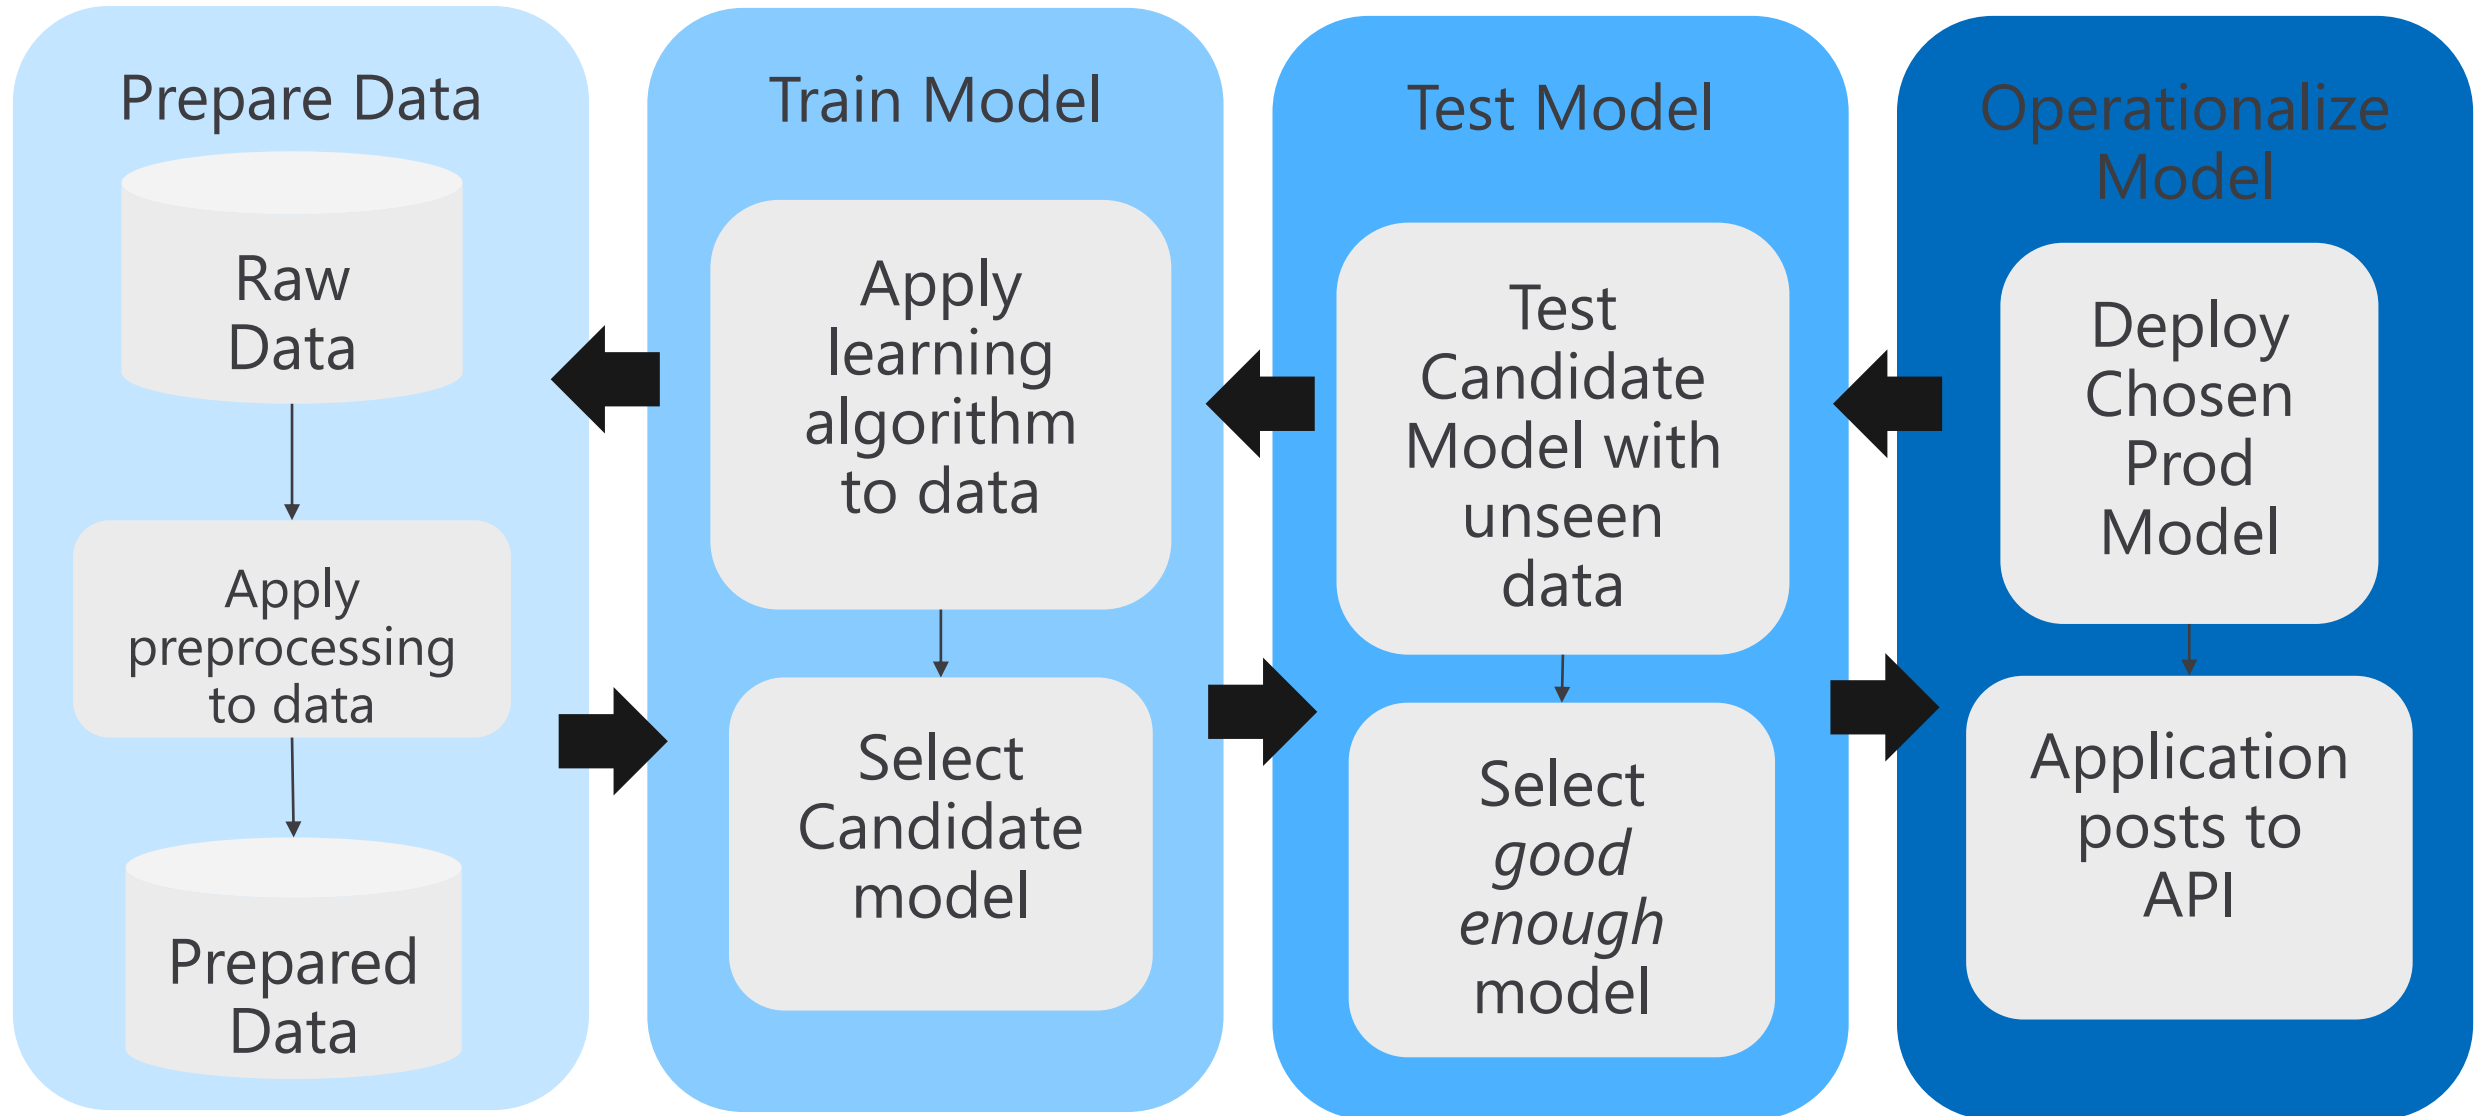 Prepare Data
Raw
Data
Apply
preprocessing
to data
Prepared
Data
Train Model
Apply
learning
algorithm
to data
Select
Candidate
model
Test Model
Test
Candidate
Model with
unseen
data
Select
good
enough
model
Operationalize
Model
Deploy
Chosen
Prod
Model
Application
posts to
API